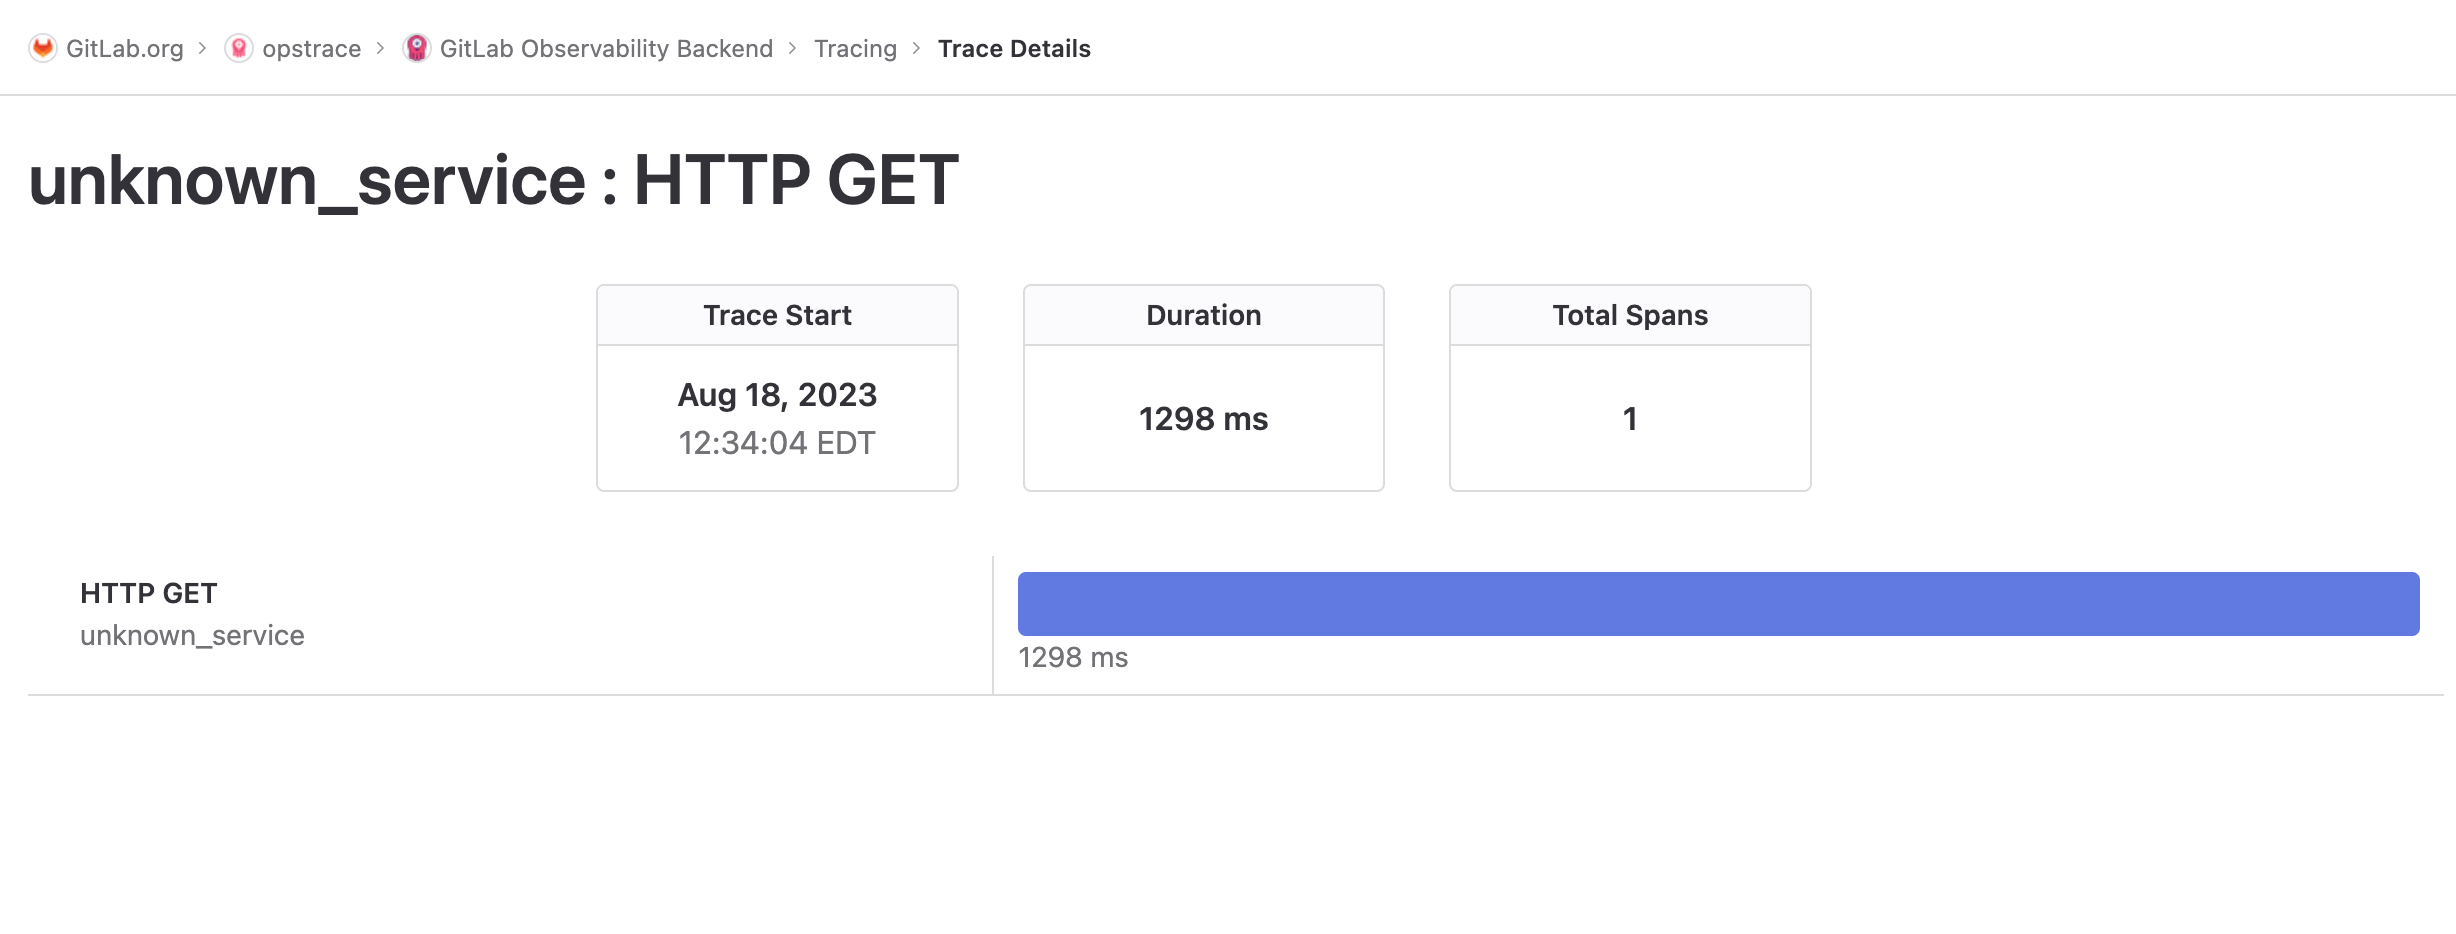 GitLab.org > opstrace > GitLab Observability Backend > Tracing > Trace Details
unknown_service : HTTP GET
Trace Start
Aug 18, 2023
12:34:04 EDT
Duration
1298 ms
Total Spans
1
HTTP GET
unknown_service
1298 ms